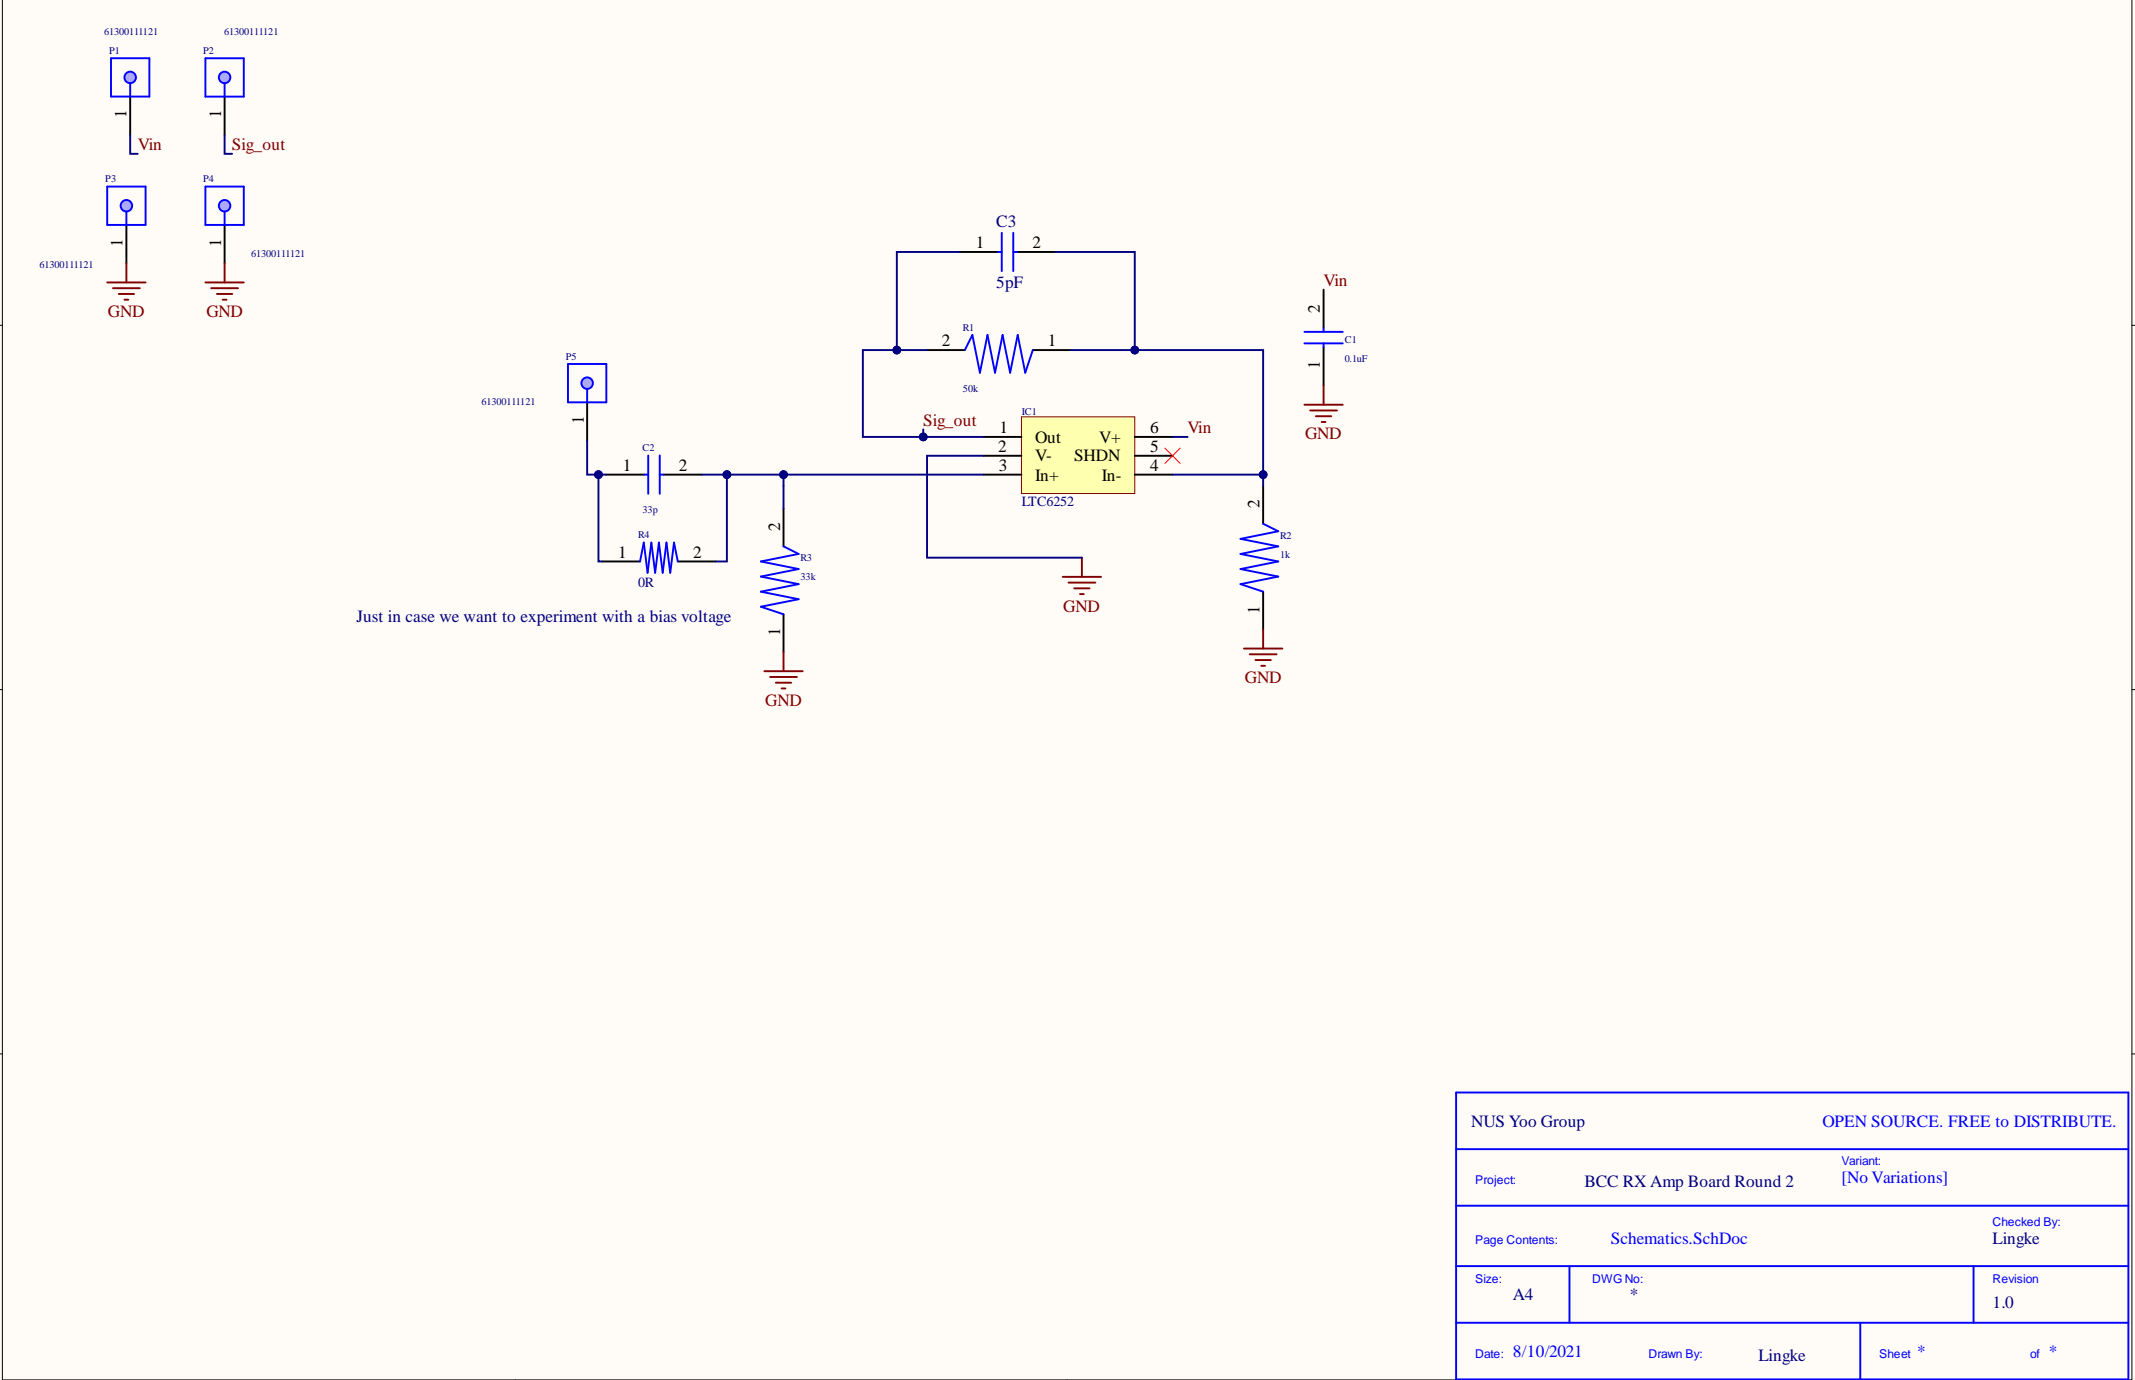 61300111121
61300111121
P1
P2
1
1
Vin
Sig_out
P3
P4
1
1
61300111121
61300111121
GND
GND
C3
1
2
5pF
R1
2
1
50k
Vin
2
C1
0.1uF
1
GND
P5
61300111121
1
Sig_out
IC1
1
Out
V+
6
Vin
2
V-
SHDN
5
3
In+
In-
4
LTC6252
C2
1
2
33p
R4
1
2
0R
2
R3
33k
1
GND
GND
2
R2
1k
1
GND
Just in case we want to experiment with a bias voltage
NUS Yoo Group
OPEN SOURCE. FREE to DISTRIBUTE.
Project:
BCC RX Amp Board Round 2
Variant:
[No Variations]
Page Contents:
Schematics.SchDoc
Checked By:
Lingke
Size:
A4
DWG No:
*
Revision
1.0
Date: 8/10/2021
Drawn By:
Lingke
Sheet *
of *